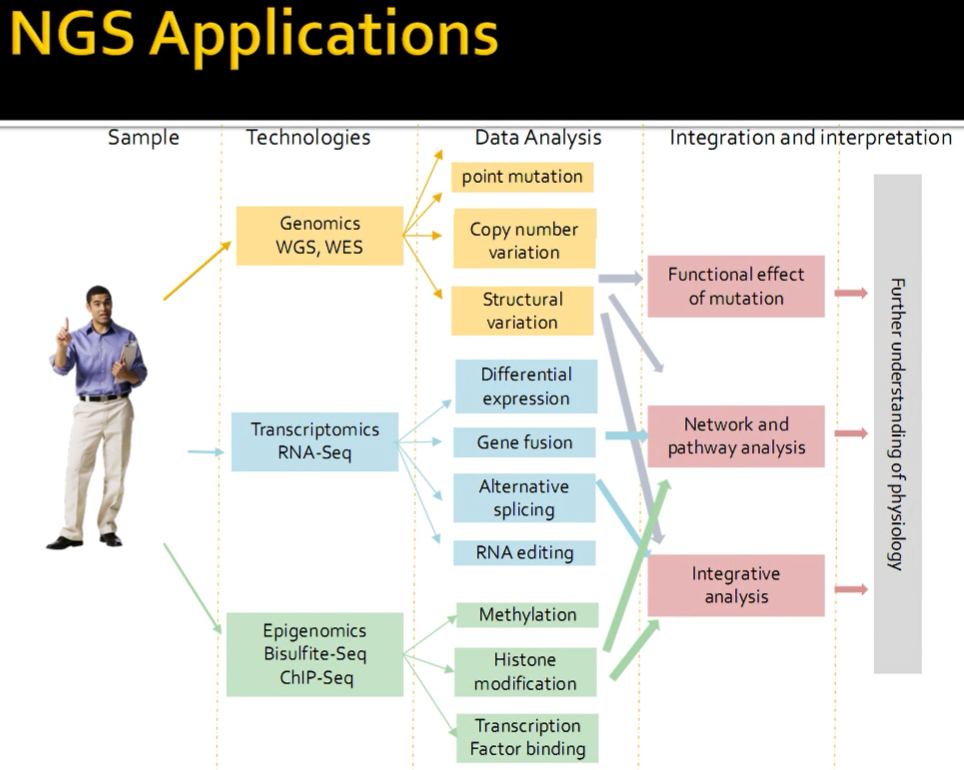 NGS Applications
Sample
Technologies
Data Analysis
Integration and interpretation
Genomics
WGS, WES
point mutation
Copy number
variation
Structural
variation
Functional effect
of mutation
Transcriptomics
RNA-Seq
Differential
expression
Gene fusion
Alternative
splicing
RNA editing
Network and
pathway analysis
Epigenomics
Bisulfite-Seq
ChIP-Seq
Methylation
Histone
modification
Transcription
Factor binding
Integrative
analysis
Further understanding of physiology